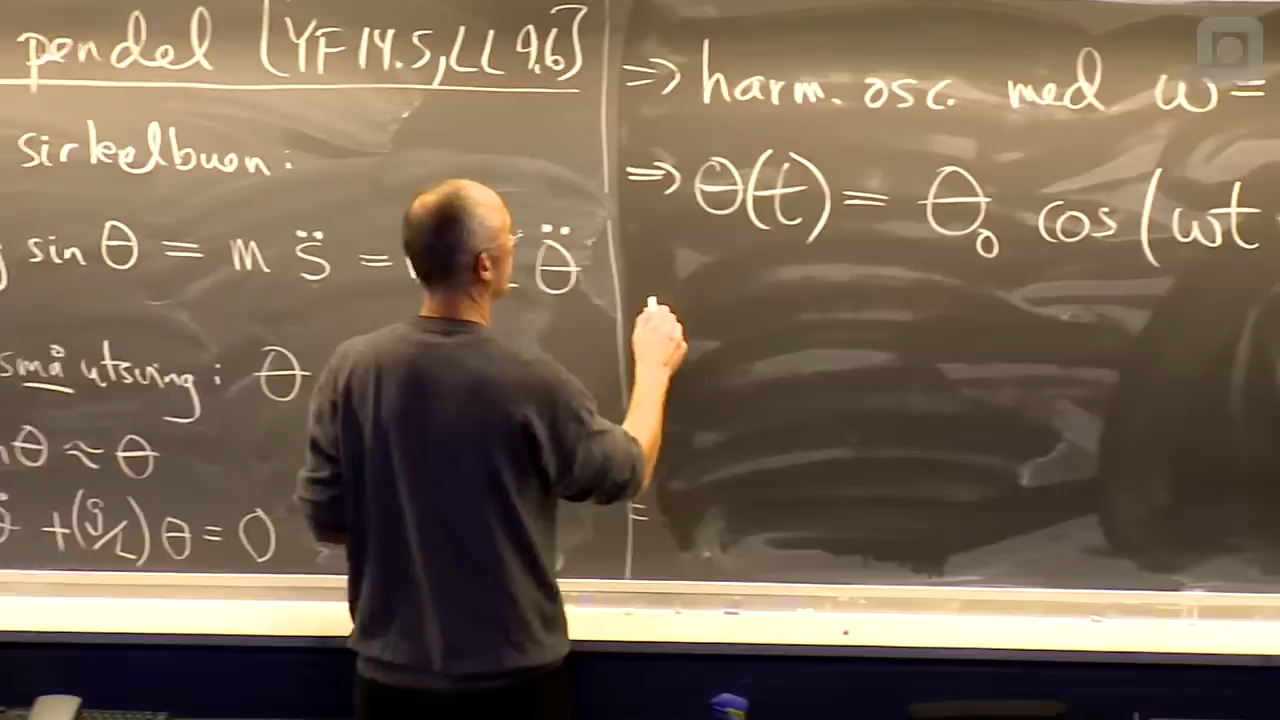 pendel [YF 14.5, LL 9.6]
sirkelbuen:
g sin θ = m s̈ = θ̈
små utsving: θ
θ ≈ θ
+(g/L) θ = 0
⇒ harm. osc. med ω =
⇒ θ(t) = θ₀ cos (ωt
=